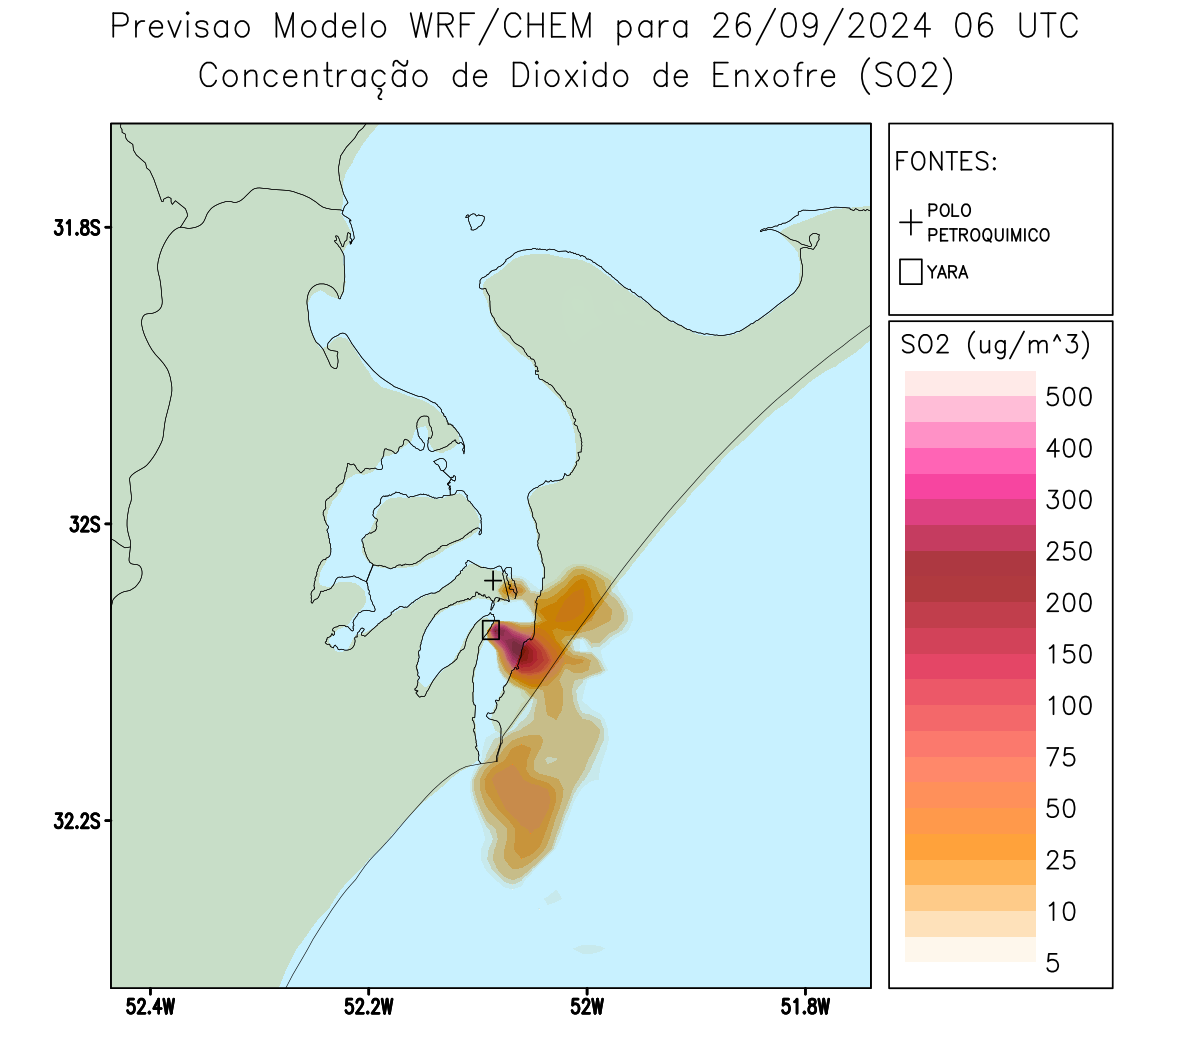 Previsao Modelo WRF/CHEM para 26/09/2024 06 UTC
Concentração de Dioxido de Enxofre (SO2)
FONTES:
POLO
PETROQUIMICO
YARA
31.8S
32S
32.2S
52.4W
52.2W
52W
51.8W
SO2 (ug/m^3)
500
400
300
250
200
150
100
75
50
25
10
5